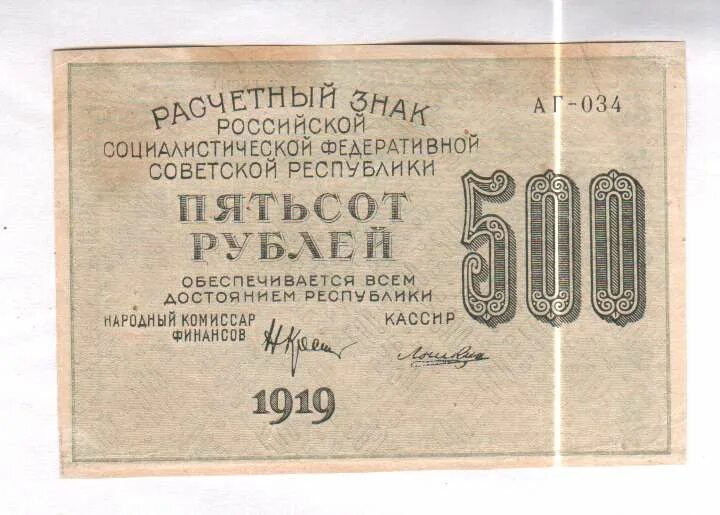 РАСЧЕТНЫЙ ЗНАК
АГ-034
РОССИЙСКОЙ
СОЦИАЛИСТИЧЕСКОЙ ФЕДЕРАТИВНОЙ
СОВЕТСКОЙ РЕСПУБЛИКИ
ПЯТЬСОТ
РУБЛЕЙ
500
ОБЕСПЕЧИВАЕТСЯ ВСЕМ
ДОСТОЯНИЕМ РЕСПУБЛИКИ
НАРОДНЫЙ КОМИССАР
ФИНАНСОВ
КАССИР
1919